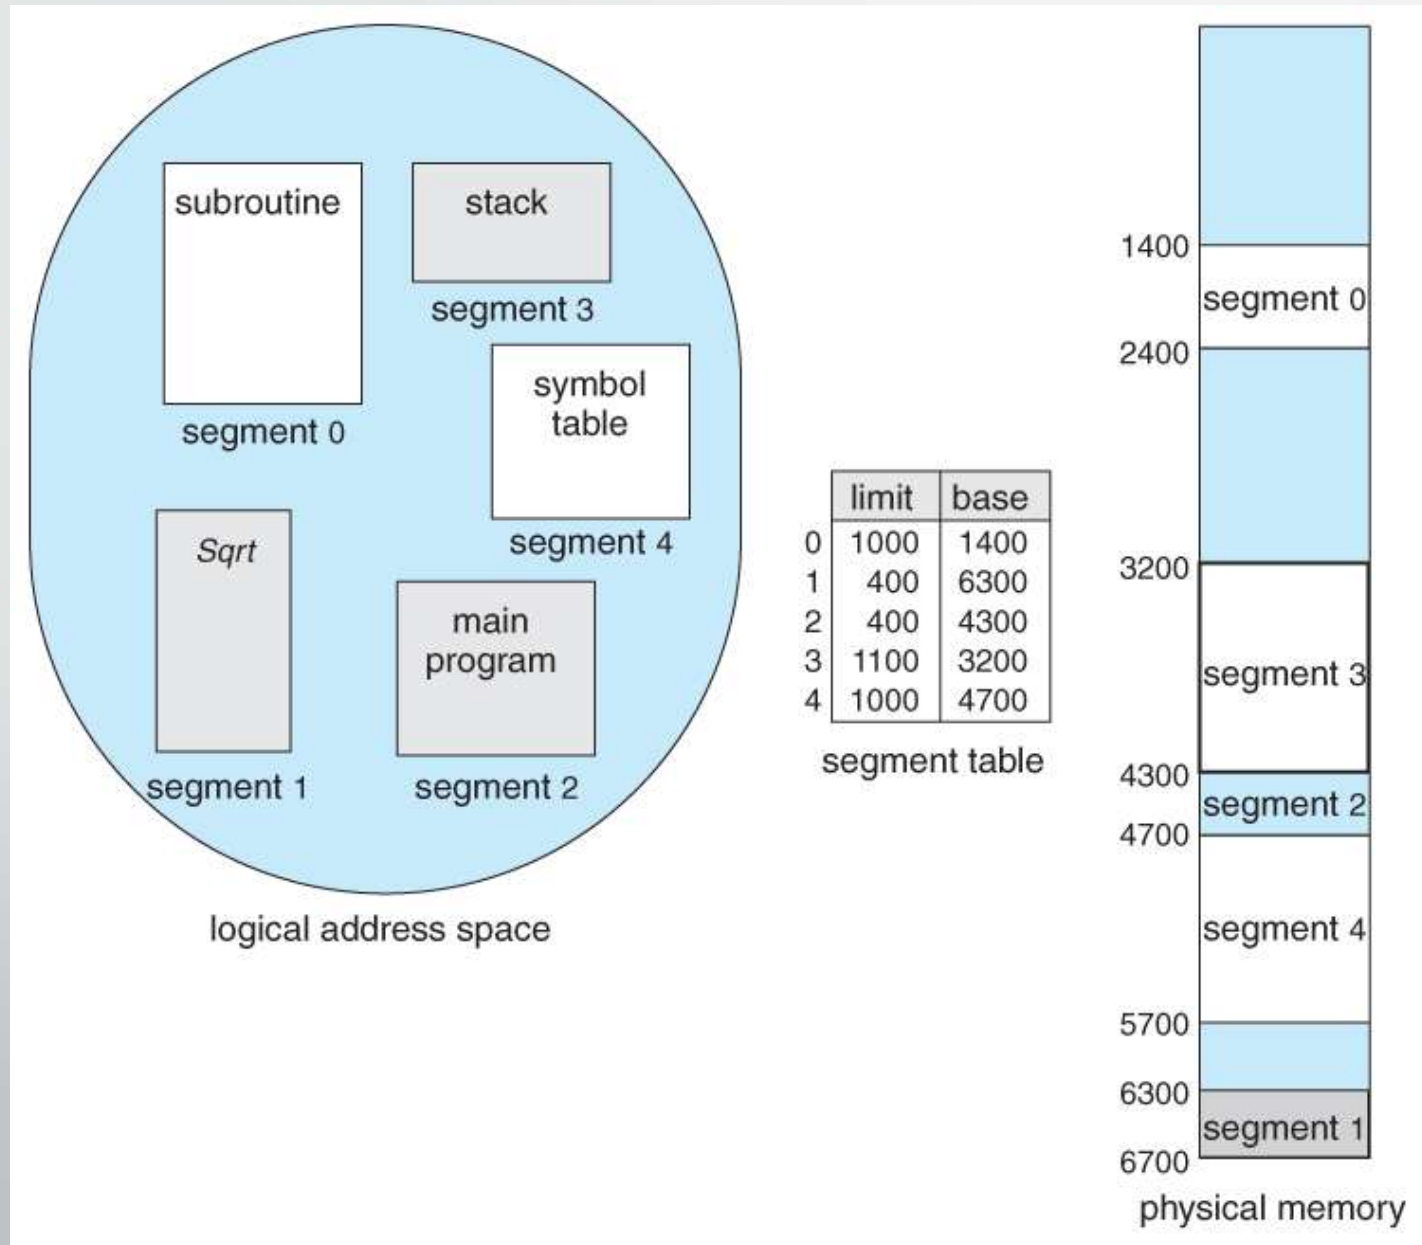 subroutine
segment 0
stack
segment 3
symbol
table
segment 4
Sqrt
segment 1
main
program
segment 2
logical address space
limit base
0 1000 1400
1 400 6300
2 400 4300
3 1100 3200
4 1000 4700
segment table
1400
segment 0
2400
3200
segment 3
4300
segment 2
4700
segment 4
5700
6300
segment 1
6700
physical memory